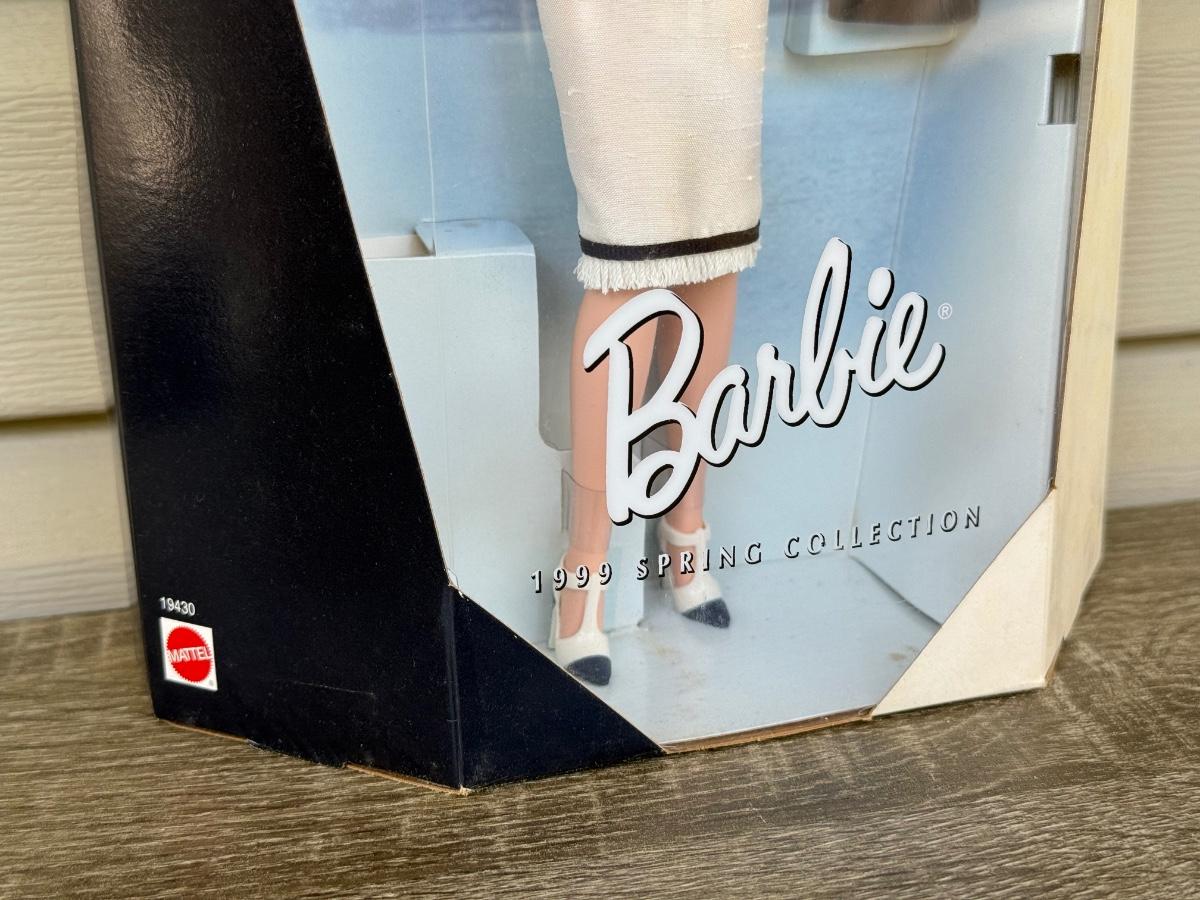 Barbie®
1999 SPRING COLLECTION
19430
MATTEL